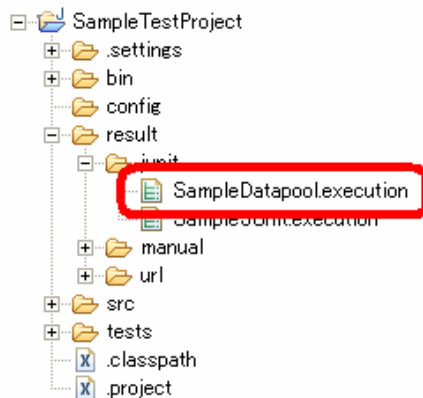 SampleTestProject
.settings
bin
config
result
junit
SampleDatapool.execution
SampleJUnit.execution
manual
url
src
tests
.classpath
.project